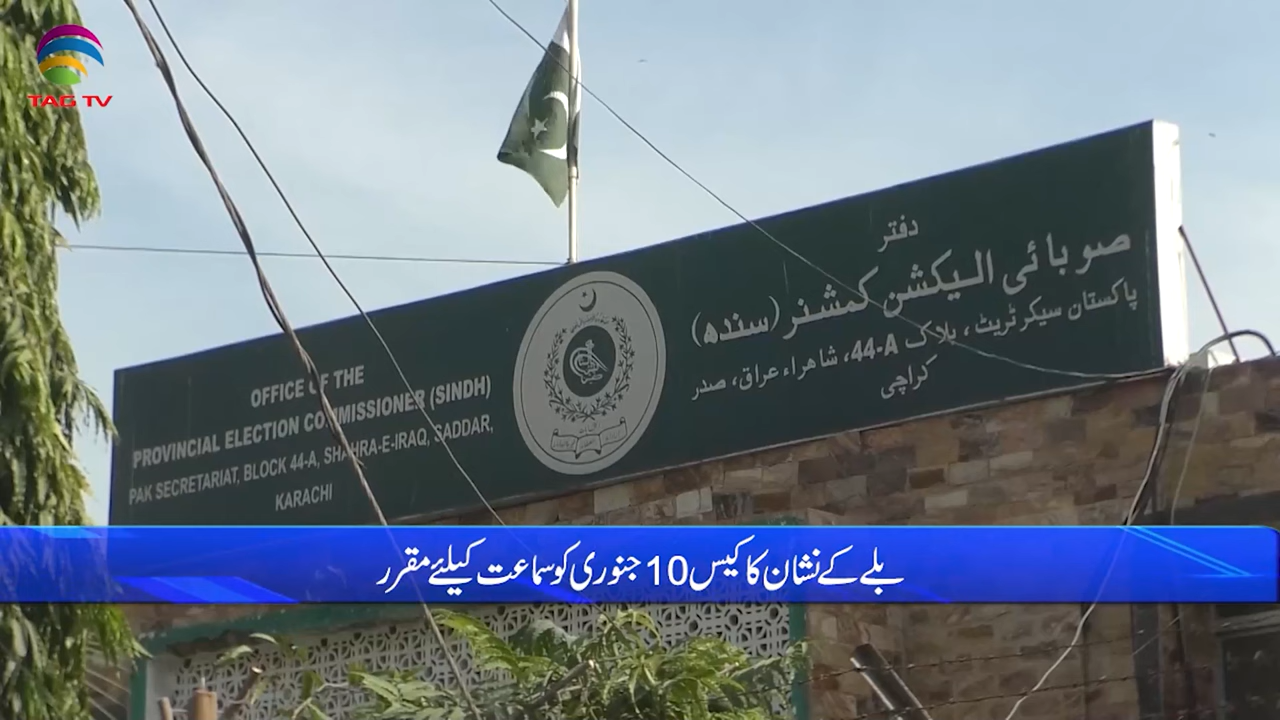 TAG TV
OFFICE OF THE
PROVINCIAL ELECTION COMMISSIONER (SINDH)
PAK SECRETARIAT, BLOCK 44-A, SHAHRA-E-IRAQ, SADDAR,
KARACHI
دفتر
صوبائی الیکشن کمشنر (سندھ)
پاکستان سیکرٹریٹ، بلاک 44-A، شاهراء عراق، صدر
کراچی
بلے کے نشان کا کیس 10 جنوری کو سماعت کیلئے مقرر